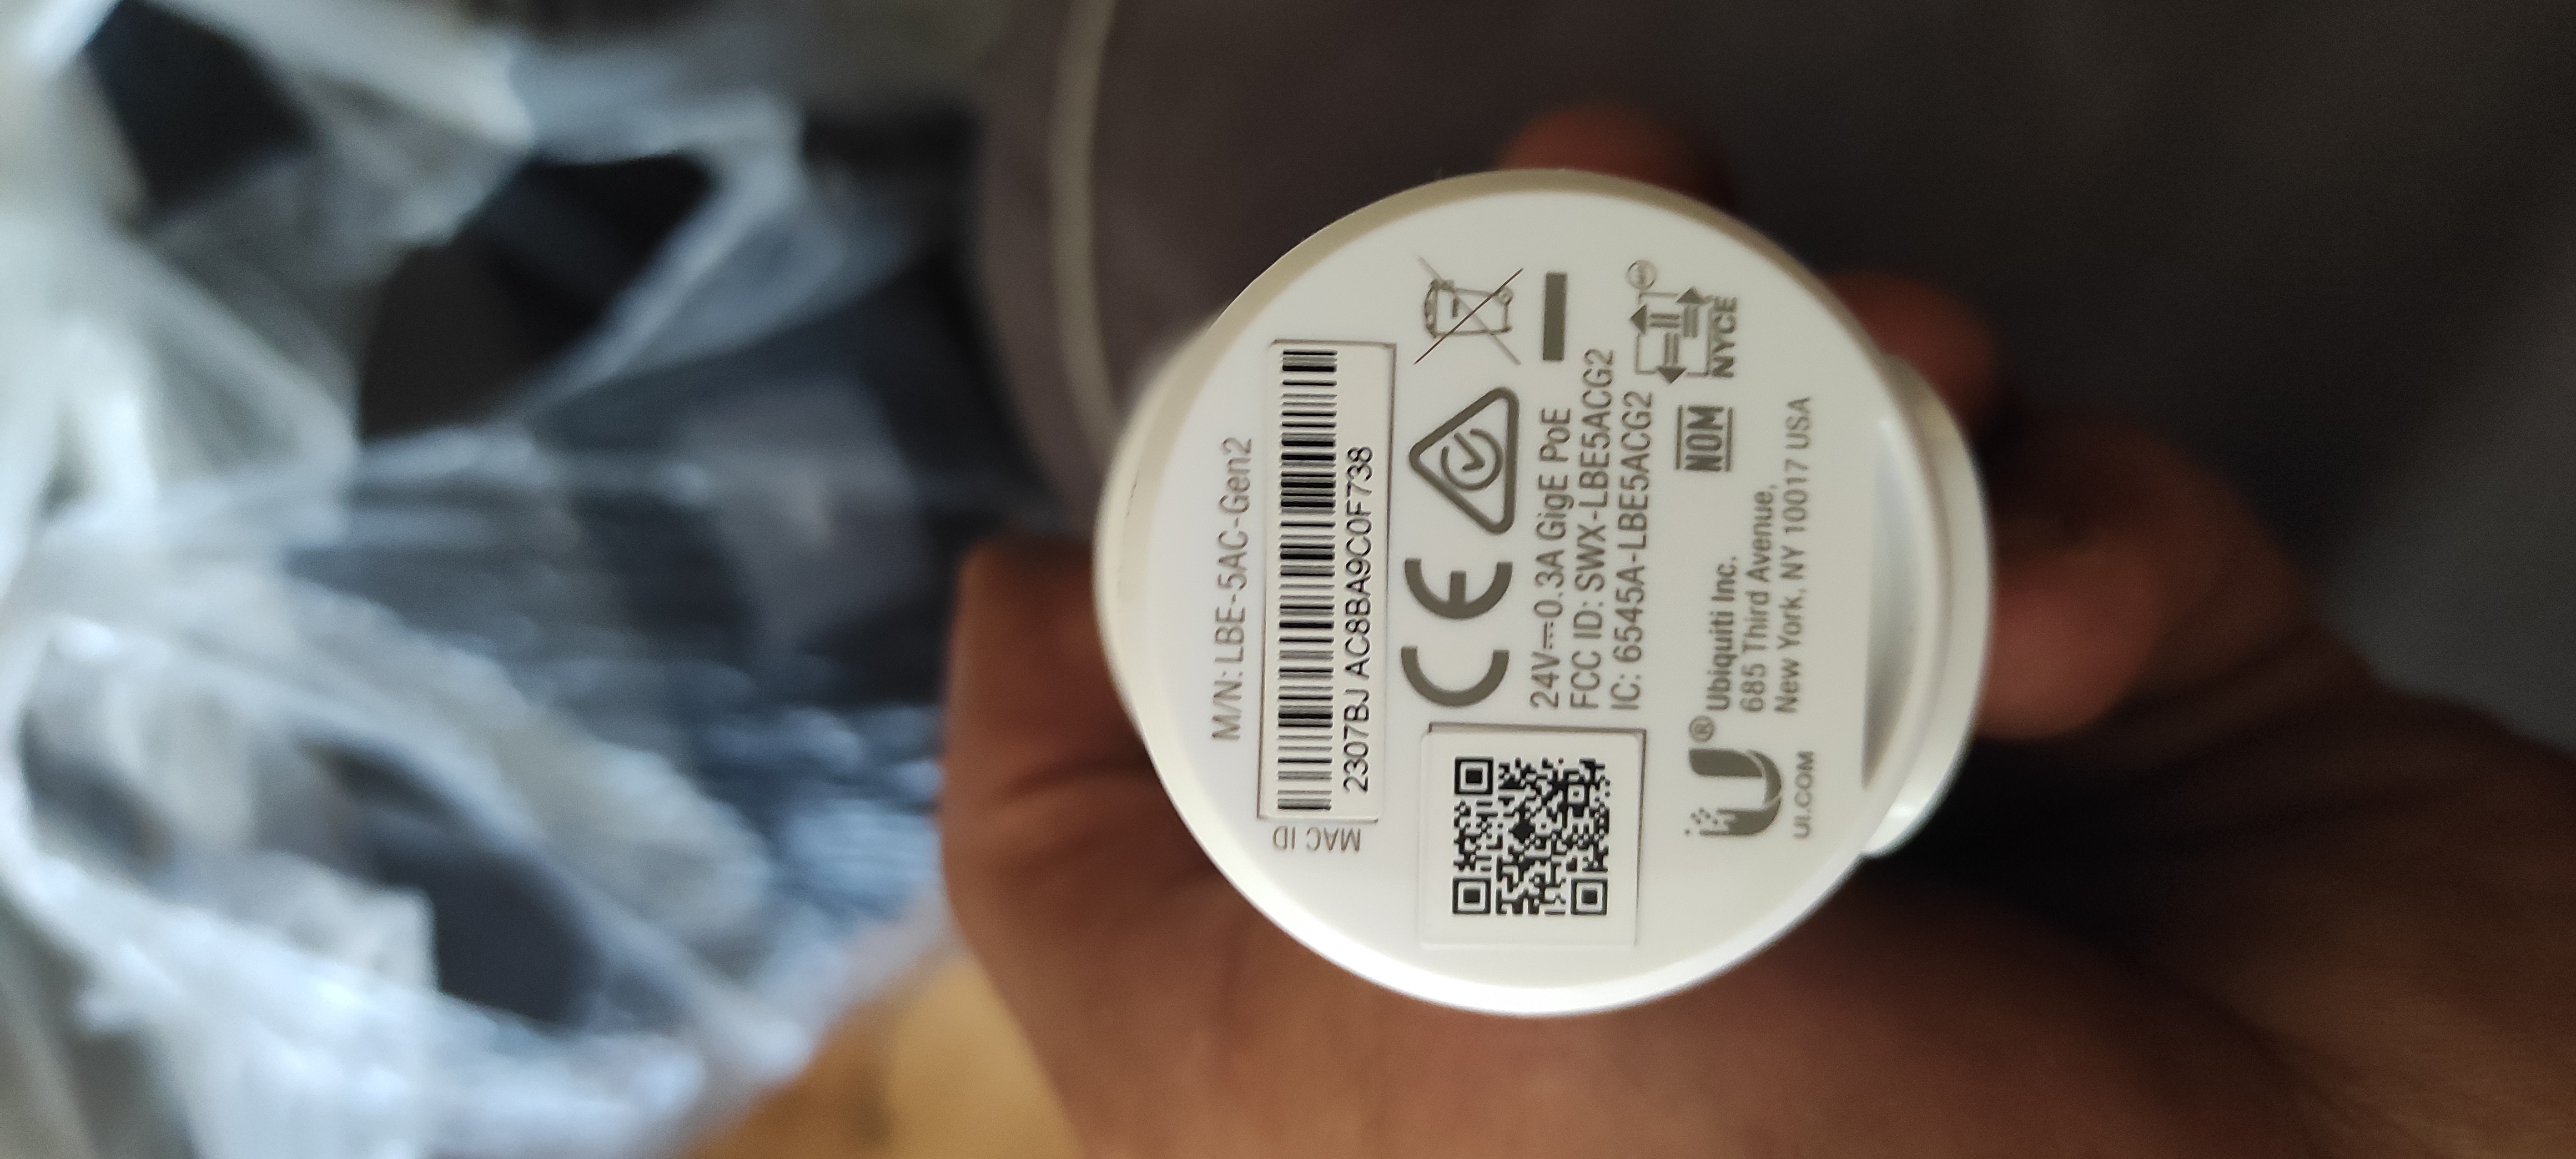 M/N: LBE-5AC-Gen2
MAC ID
2307BJ AC8BA9C0F738
CE
24V⎓0.3A GigE PoE
FCC ID: SWX-LBE5ACG2
IC: 6545A-LBE5ACG2
U®
Ubiquiti Inc.
685 Third Avenue,
New York, NY 10017 USA
NOM
NYCE
UI.COM